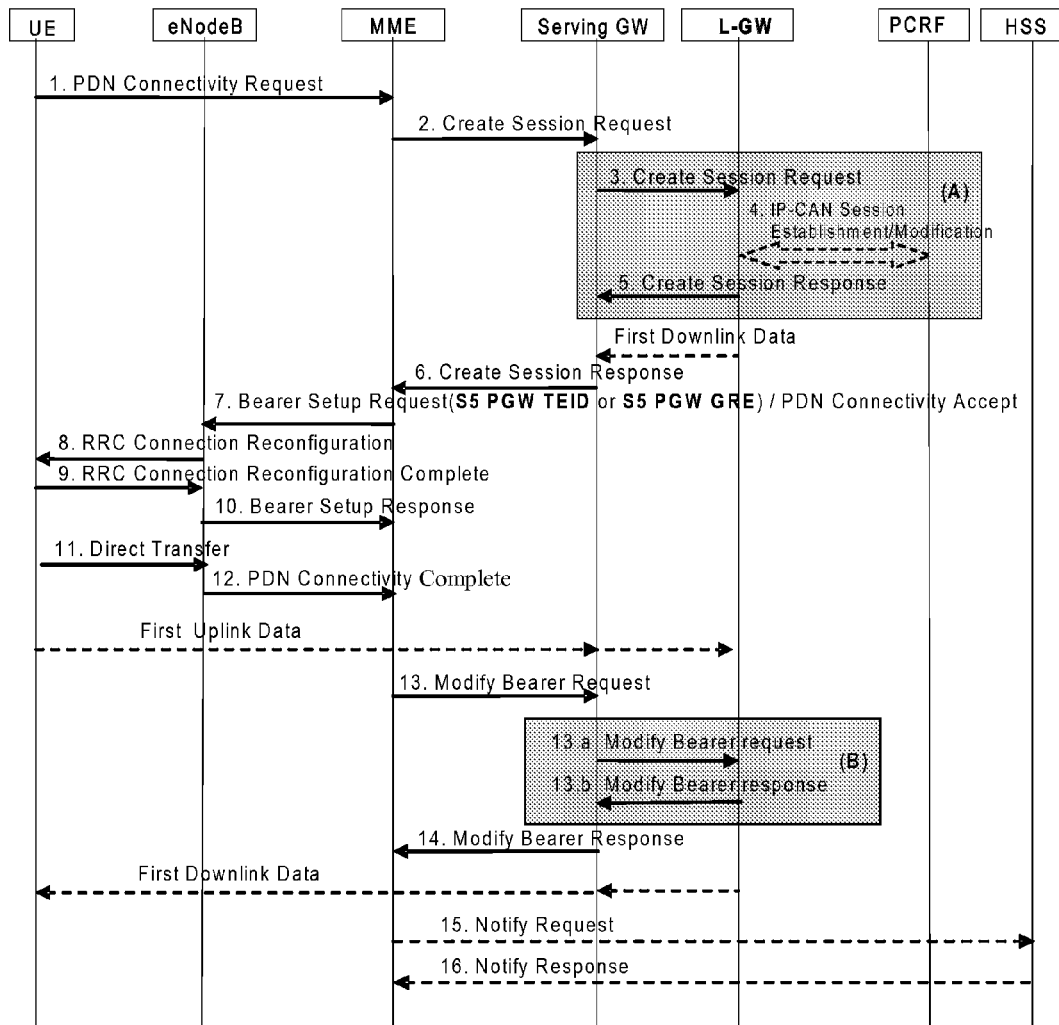 UE eNodeB MME Serving GW L-GW PCRF HSS
1. PDN Connectivity Request
2. Create Session Request
3. Create Session Request
(A)
4. IP-CAN Session
Establishment/Modification
5. Create Session Response
First Downlink Data
6. Create Session Response
7. Bearer Setup Request(S5 PGW TEID or S5 PGW GRE) / PDN Connectivity Accept
8. RRC Connection Reconfiguration
9. RRC Connection Reconfiguration Complete
10. Bearer Setup Response
11. Direct Transfer
12. PDN Connectivity Complete
First Uplink Data
13. Modify Bearer Request
13.a Modify Bearer request
(B)
13.b Modify Bearer response
14. Modify Bearer Response
First Downlink Data
15. Notify Request
16. Notify Response